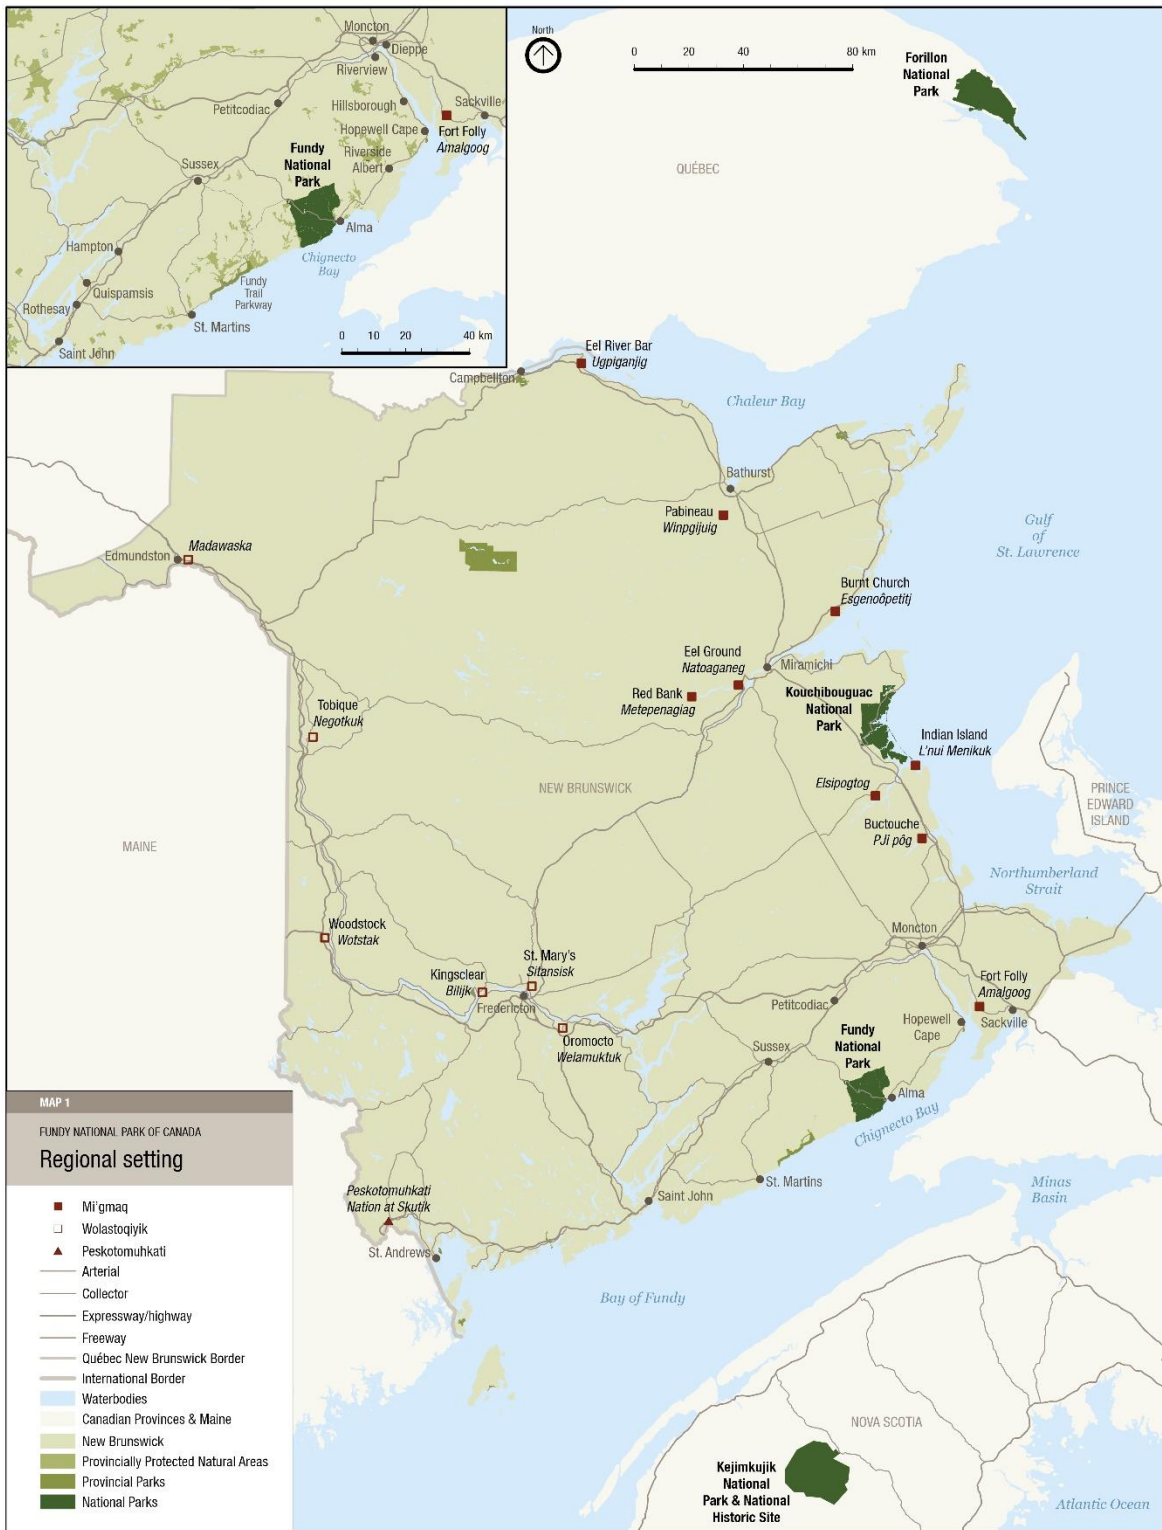 Moncton
Dieppe
Riverview
Petitcodiac
Hillsborough
Sackville
Hopewell Cape
Fort Folly
Amalgoog
Fundy
National
Park
Riverside
Albert
Sussex
Alma
Hampton
Chignecto
Bay
Fundy
Trail
Parkway
Quispamsis
Rothesay
St. Martins
Saint John
0 20 40 km
North
0 20 40 80 km
Forillon
National
Park
QUÉBEC
Eel River Bar
Ugpiganjig
Campbellton
Chaleur Bay
Bathurst
Pabineau
Winpgijuig
Gulf
of
St. Lawrence
Madawaska
Edmundston
Burnt Church
Esgenoôpetitj
Eel Ground
Natoaganeg
Miramichi
Red Bank
Metepenagiag
Kouchibouguac
National
Park
Tobique
Negotkuk
Indian Island
L'nui Menikuk
NEW BRUNSWICK
Elsipogtog
PRINCE
EDWARD
ISLAND
Buctouche
PJi pôg
MAINE
Northumberland
Strait
Woodstock
Wotstak
Moncton
St. Mary's
Sitansisk
Kingsclear
Bilijk
Fredericton
Fort Folly
Amalgoog
Petitcodiac
Hopewell
Cape
Sackville
Oromocto
Welamuktuk
Sussex
Fundy
National
Park
Alma
Chignecto Bay
Minas
Basin
St. Martins
Saint John
Peskotomuhkati
Nation at Skutik
St. Andrews
Bay of Fundy
NOVA SCOTIA
Kejimkujik
National
Park & National
Historic Site
Atlantic Ocean
MAP 1
FUNDY NATIONAL PARK OF CANADA
Regional setting
Mi'gmaq
Wolastoqiyik
Peskotomuhkati
Arterial
Collector
Expressway/highway
Freeway
Québec New Brunswick Border
International Border
Waterbodies
Canadian Provinces & Maine
New Brunswick
Provincially Protected Natural Areas
Provincial Parks
National Parks